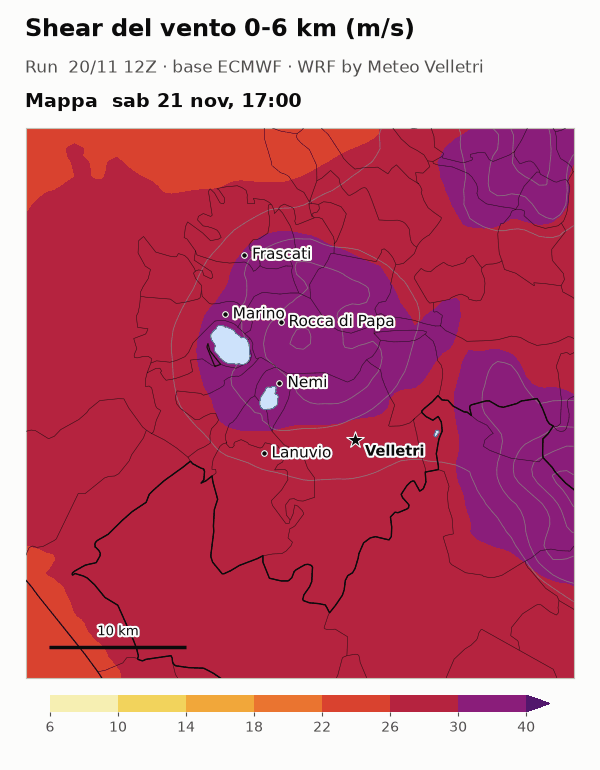 Shear del vento 0-6 km (m/s)
Run  20/11 12Z · base ECMWF · WRF by Meteo Velletri
Mappa  sab 21 nov, 17:00
Frascati
Marino
Rocca di Papa
Nemi
Lanuvio
Velletri
10 km
6 10 14 18 22 26 30 40